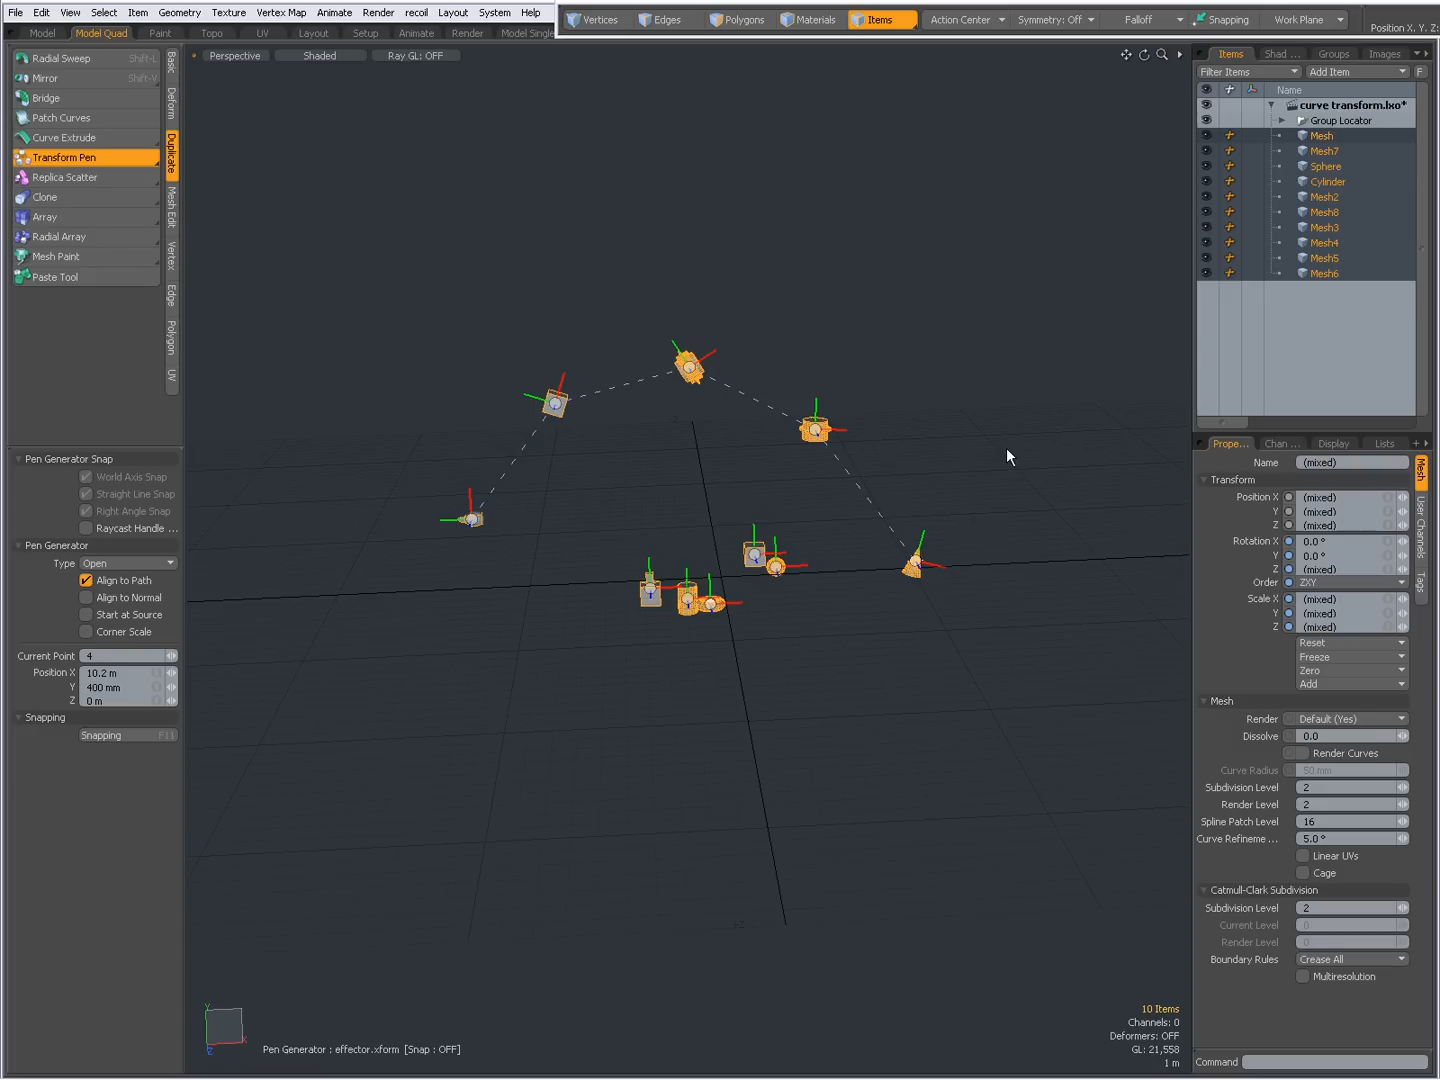 File Edit View Select Item Geometry Texture Vertex Map Animate Render recoil Layout System Help
Vertices Edges Polygons Materials Items Action Center Symmetry: Off Falloff Snapping Work Plane Position X, Y, Z:
Model Model Quad Paint Topo UV Layout Setup Animate Render Model Single
Perspective Shaded Ray GL: OFF
Radial Sweep Shift-L
Mirror Shift-V
Bridge
Patch Curves
Curve Extrude
Transform Pen
Replica Scatter
Clone
Array
Radial Array
Mesh Paint
Paste Tool
Basic
Deform
Duplicate
Mesh Edit
Vertex
Edge
Polygon
UV
Pen Generator Snap
World Axis Snap
Straight Line Snap
Right Angle Snap
Raycast Handle ...
Pen Generator
Type Open
Align to Path
Align to Normal
Start at Source
Corner Scale
Current Point 4
Position X 10.2 m
Y 400 mm
Z 0 m
Snapping
Snapping F11
Y
X
Z
Pen Generator : effector.xform [Snap : OFF]
10 Items
Channels: 0
Deformers: OFF
GL: 21,558
1 m
Items Shad ... Groups Images
Filter Items Add Item F
Name
curve transform.lxo*
Group Locator
Mesh
Mesh7
Sphere
Cylinder
Mesh2
Mesh8
Mesh3
Mesh4
Mesh5
Mesh6
Prope... Chan ... Display Lists +
Name (mixed)
Transform
Position X (mixed)
Y (mixed)
Z (mixed)
Rotation X 0.0 °
Y 0.0 °
Z (mixed)
Order ZXY
Scale X (mixed)
Y (mixed)
Z (mixed)
Reset
Freeze
Zero
Add
Mesh
Render Default (Yes)
Dissolve 0.0
Render Curves
Curve Radius 50 mm
Subdivision Level 2
Render Level 2
Spline Patch Level 16
Curve Refineme ... 5.0 °
Linear UVs
Cage
Catmull-Clark Subdivision
Subdivision Level 2
Current Level 0
Render Level 0
Boundary Rules Crease All
Multiresolution
Mesh
User Channels
Tags
Command